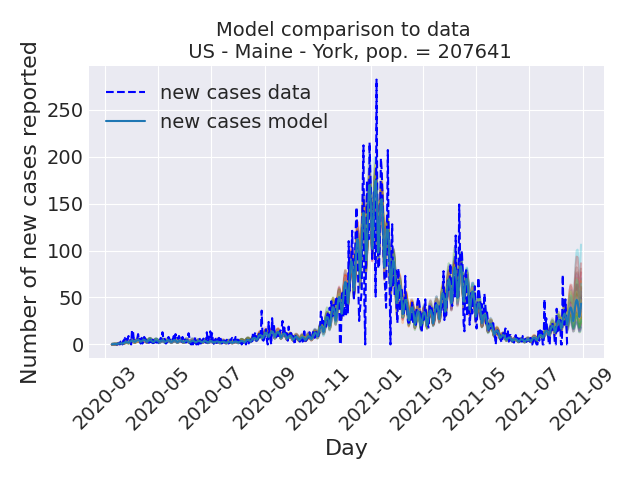 Model comparison to data
US - Maine - York, pop. = 207641
Number of new cases reported
250
200
150
100
50
0
new cases data
new cases model
2020-03
2020-05
2020-07
2020-09
2020-11
2021-01
2021-03
2021-05
2021-07
2021-09
Day